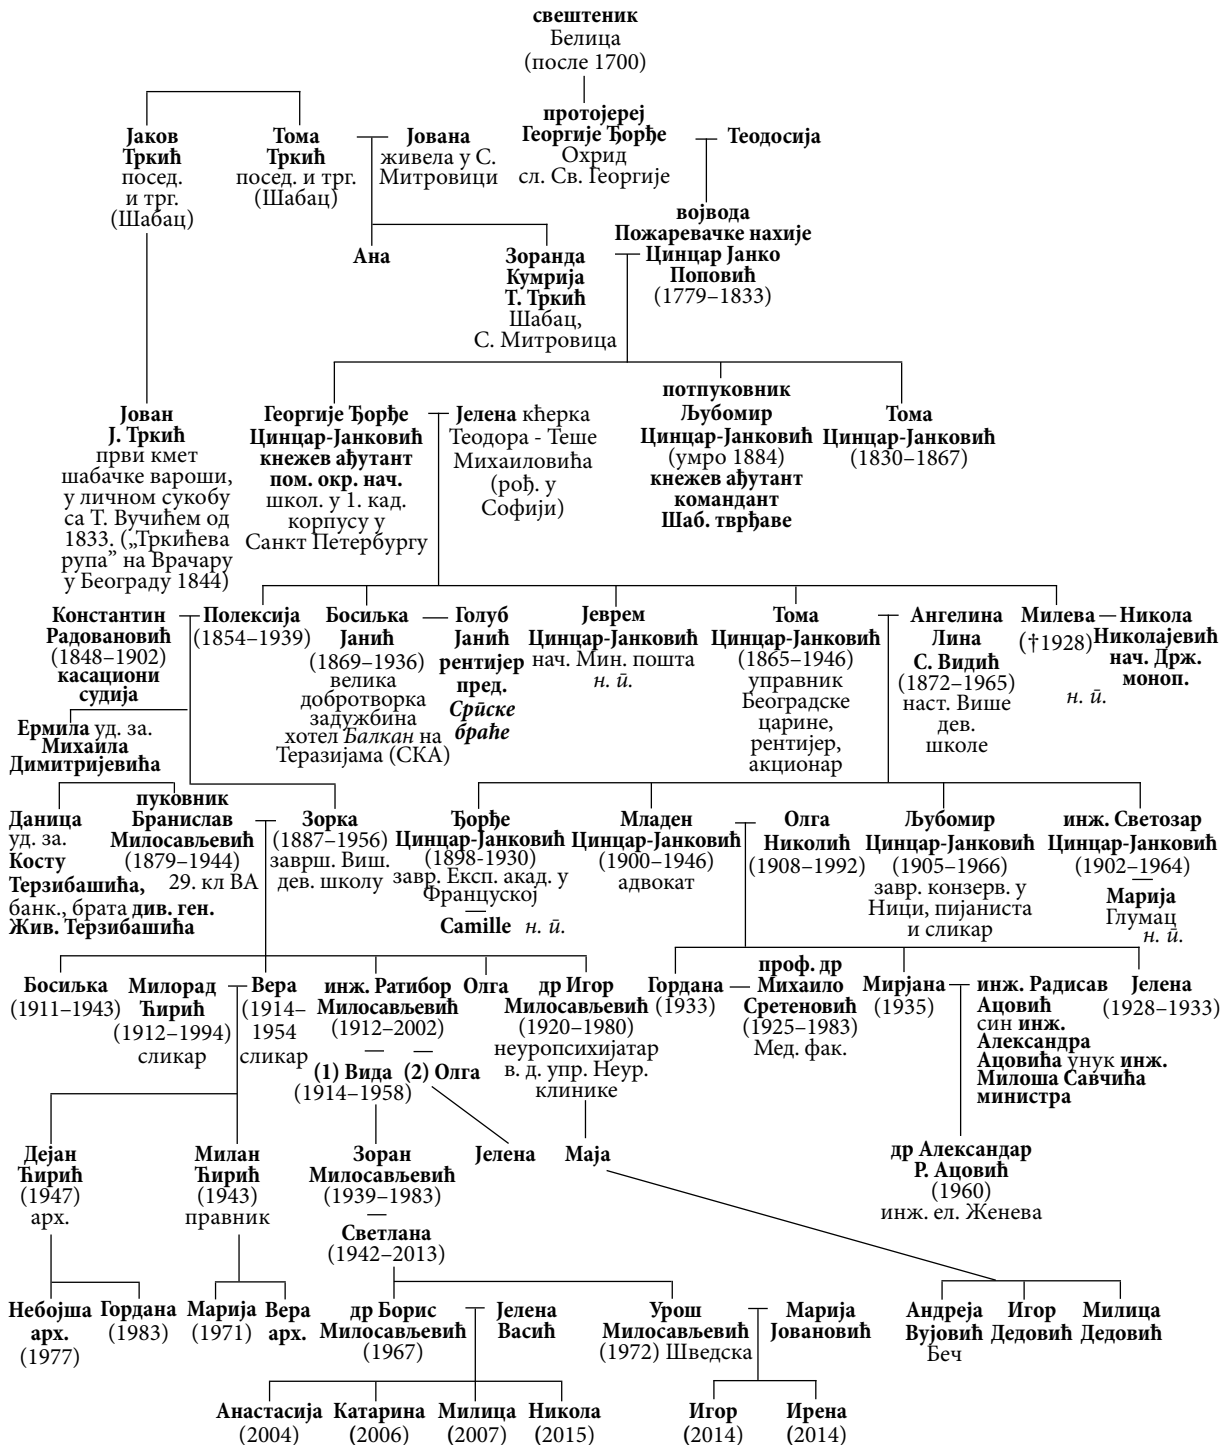 свештеник
Белица
(после 1700)
протојереј
Георгије Ђорђе
Охрид
сл. Св. Георгије
Теодосија
Јаков
Тркић
посед.
и трг.
(Шабац)
Тома
Тркић
посед. и трг.
(Шабац)
Јована
живела у С.
Митровици
Ана
Зоранда
Кумрија
Т. Тркић
Шабац,
С. Митровица
војвода
Пожаревачке нахије
Цинцар Јанко
Поповић
(1779–1833)
Јован
Ј. Тркић
први кмет
шабачке вароши,
у личном сукобу
са Т. Вучићем од
1833. („Тркићева
рупа” на Врачару
у Београду 1844)
Георгије Ђорђе
Цинцар-Јанковић
кнежев ађутант
пом. окр. нач.
школ. у 1. кад.
корпусу у
Санкт Петербургу
Јелена кћерка
Теодора - Теше
Михаиловића
(рођ. у
Софији)
потпуковник
Љубомир
Цинцар-Јанковић
(умро 1884)
кнежев ађутант
командант
Шаб. тврђаве
Тома
Цинцар-Јанковић
(1830–1867)
Константин
Радовановић
(1848–1902)
касациони
судија
Полексија
(1854–1939)
Босиљка
Јанић
(1869–1936)
велика
добротворка
задужбина
хотел Балкан на
Теразијама (СКА)
Голуб
Јанић
рентијер
пред.
Српске
браће
Јеврем
Цинцар-Јанковић
нач. Мин. пошта
н. п.
Тома
Цинцар-Јанковић
(1865–1946)
управник
Београдске
царине,
рентијер,
акционар
Ангелина
Лина
С. Видић
(1872–1965)
наст. Више
дев.
школе
Милева
(†1928)
Никола
Николајевић
нач. Држ.
моноп.
н. п.
Ермила уд. за.
Михаила
Димитријевића
Даница
уд. за.
Косту
Терзибашића,
банк., брата див. ген.
Жив. Терзибашића
пуковник
Бранислав
Милосављевић
(1879–1944)
29. кл ВА
Зорка
(1887–1956)
заврш. Виш.
дев. школу
Ђорђе
Цинцар-Јанковић
(1898-1930)
завр. Експ. акад. у
Француској
Camille н. п.
Младен
Цинцар-Јанковић
(1900–1946)
адвокат
Олга
Николић
(1908–1992)
Љубомир
Цинцар-Јанковић
(1905–1966)
завр. конзерв. у
Ници, пијаниста
и сликар
инж. Светозар
Цинцар-Јанковић
(1902–1964)
Марија
Глумац
н. п.
Босиљка
(1911–1943)
Милорад
Ћирић
(1912–1994)
сликар
Вера
(1914–
1954
сликар
инж. Ратибор
Милосављевић
(1912–2002)
(1) Вида (2) Олга
(1914–1958)
Олга
др Игор
Милосављевић
(1920–1980)
неуропсихијатар
в. д. упр. Неур.
клинике
Гордана
(1933)
проф. др
Михаило
Сретеновић
(1925–1983)
Мед. фак.
Мирјана
(1935)
инж. Радисав
Ацовић
син инж.
Александра
Ацовића унук инж.
Милоша Савчића
министра
Јелена
(1928–1933)
Дејан
Ћирић
(1947)
арх.
Милан
Ћирић
(1943)
правник
Зоран
Милосављевић
(1939–1983)
Светлана
(1942–2013)
Јелена
Маја
др Александар
Р. Ацовић
(1960)
инж. ел. Женева
Небојша
арх.
(1977)
Гордана
(1983)
Марија
(1971)
Вера
арх.
др Борис
Милосављевић
(1967)
Јелена
Васић
Урош
Милосављевић
(1972) Шведска
Марија
Јовановић
Андреја
Вујовић
Беч
Игор
Дедовић
Милица
Дедовић
Анастасија
(2004)
Катарина
(2006)
Милица
(2007)
Никола
(2015)
Игор
(2014)
Ирена
(2014)